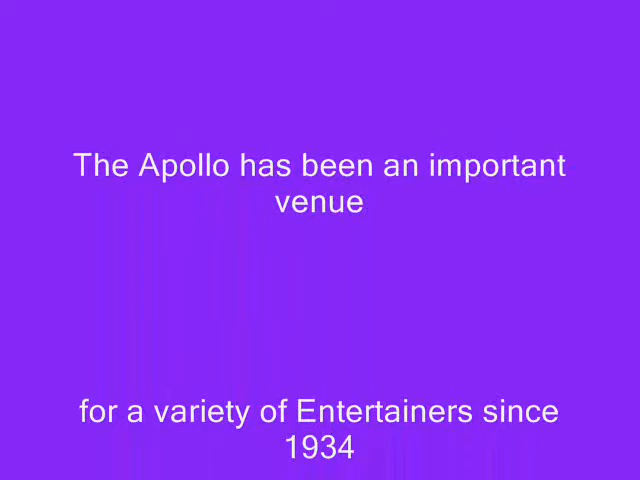 The Apollo has been an important
venue
for a variety of Entertainers since
1934